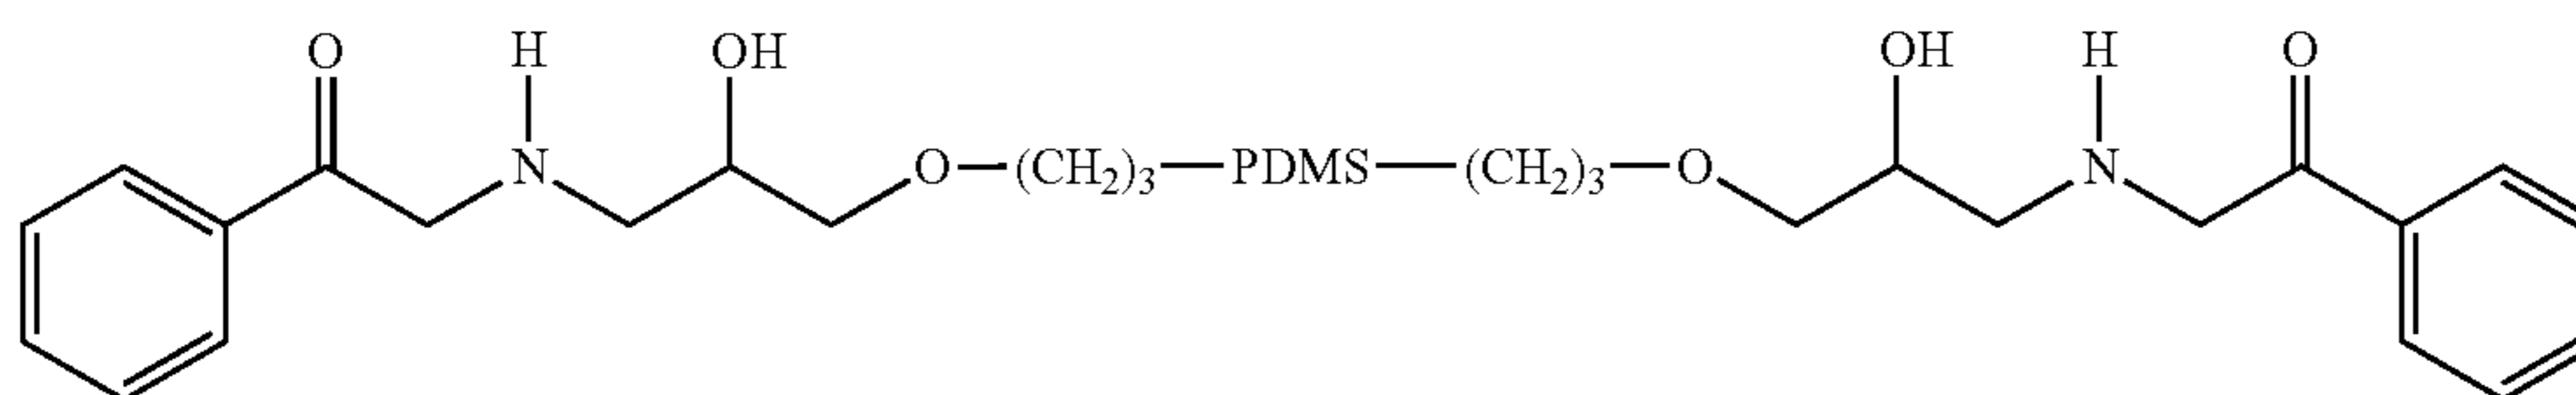 O H OH OH H O
N O—(CH₂)₃—PDMS—(CH₂)₃—O N